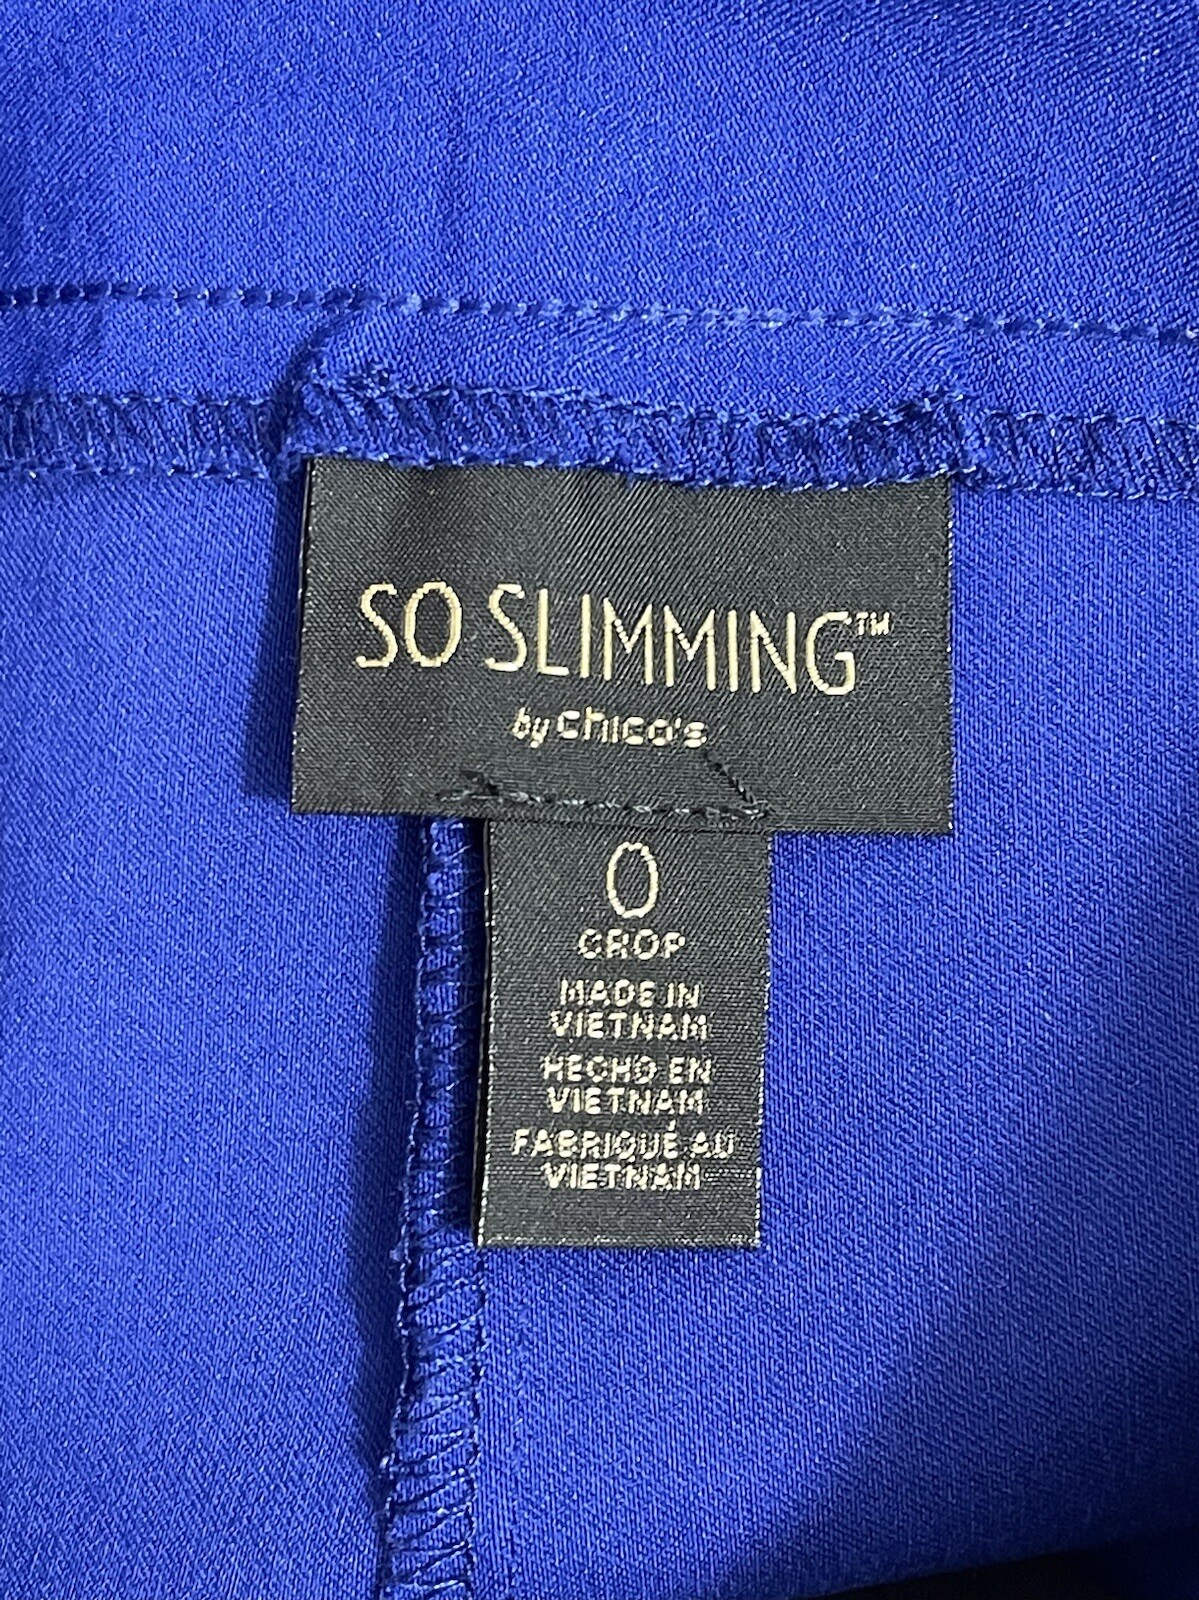 SO SLIMMING™
by chico's
0
CROP
MADE IN
VIETNAM
HECHO EN
VIETNAM
FABRIQUÉ AU
VIETNAM